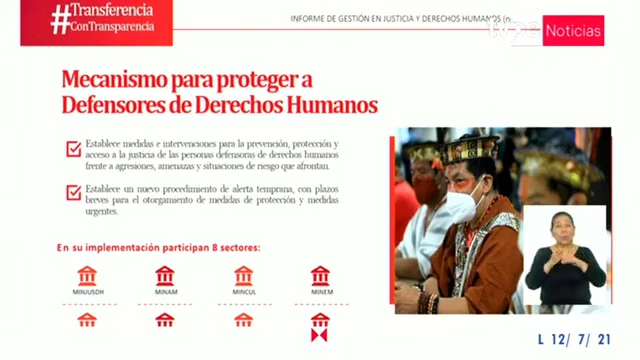 #Transferencia
ConTransparencia
INFORME DE GESTIÓN EN JUSTICIA Y DERECHOS HUMANOS (n...
tvpe Noticias
Mecanismo para proteger a
Defensores de Derechos Humanos
Establece medidas e intervenciones para la prevención, protección y
acceso a la justicia de las personas defensoras de derechos humanos
frente a agresiones, amenazas y situaciones de riesgo que afrontan.
Establece un nuevo procedimiento de alerta temprana, con plazos
breves para el otorgamiento de medidas de protección y medidas
urgentes.
En su implementación participan 8 sectores:
MINJUSDH MINAM MINCUL MINEM
L 12/ 7/ 21